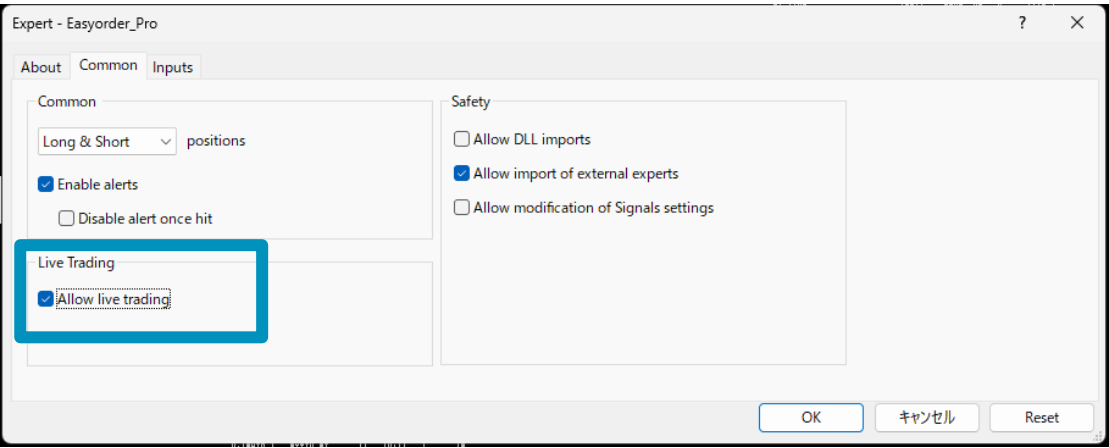 Expert - Easyorder_Pro
?
About Common Inputs
Common
Long & Short positions
Enable alerts
Disable alert once hit
Live Trading
Allow live trading
Safety
Allow DLL imports
Allow import of external experts
Allow modification of Signals settings
OK キャンセル Reset